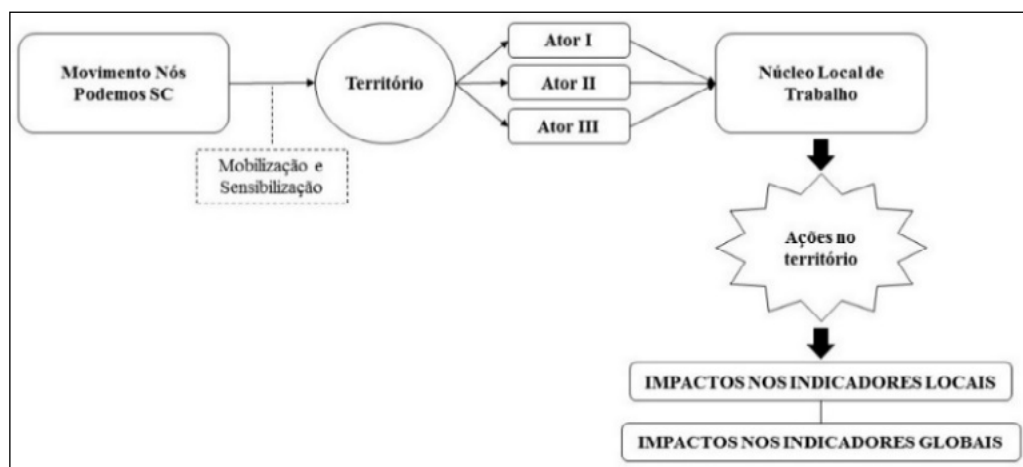 Movimento Nós
Podemos SC
Mobilização e
Sensibilização
Território
Ator I
Ator II
Ator III
Núcleo Local de
Trabalho
Ações no
território
IMPACTOS NOS INDICADORES LOCAIS
IMPACTOS NOS INDICADORES GLOBAIS